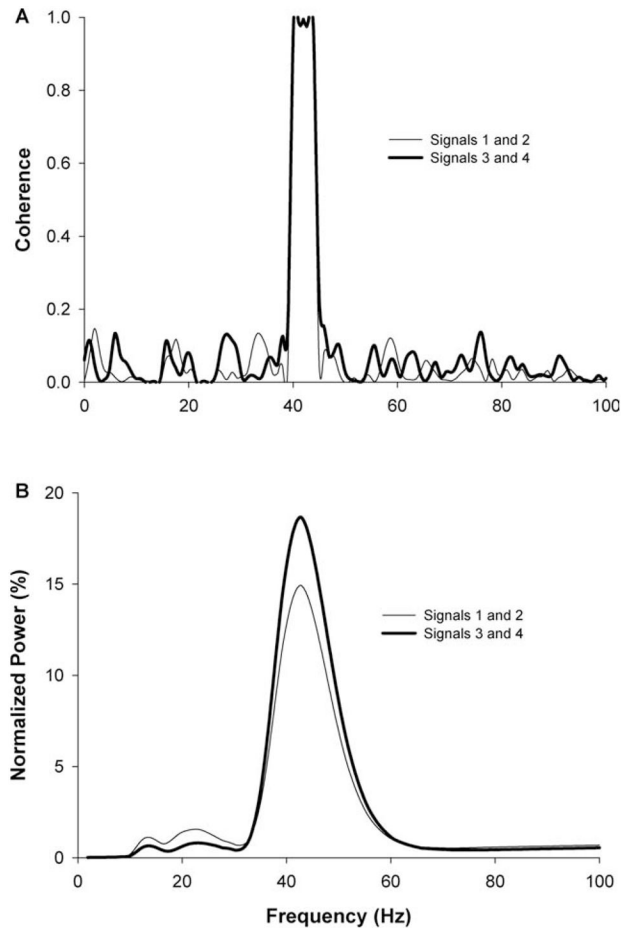 A
1.0
0.8
0.6
0.4
0.2
0.0
Coherence
Signals 1 and 2
Signals 3 and 4
0 20 40 60 80 100
B
20
15
10
5
0
Normalized Power (%)
Signals 1 and 2
Signals 3 and 4
0 20 40 60 80 100
Frequency (Hz)